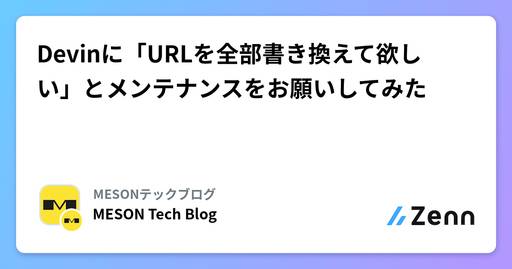 Devinに「URLを全部書き換えて欲し
い」とメンテナンスをお願いしてみた
MESONテックブログ
MESON Tech Blog
Zenn